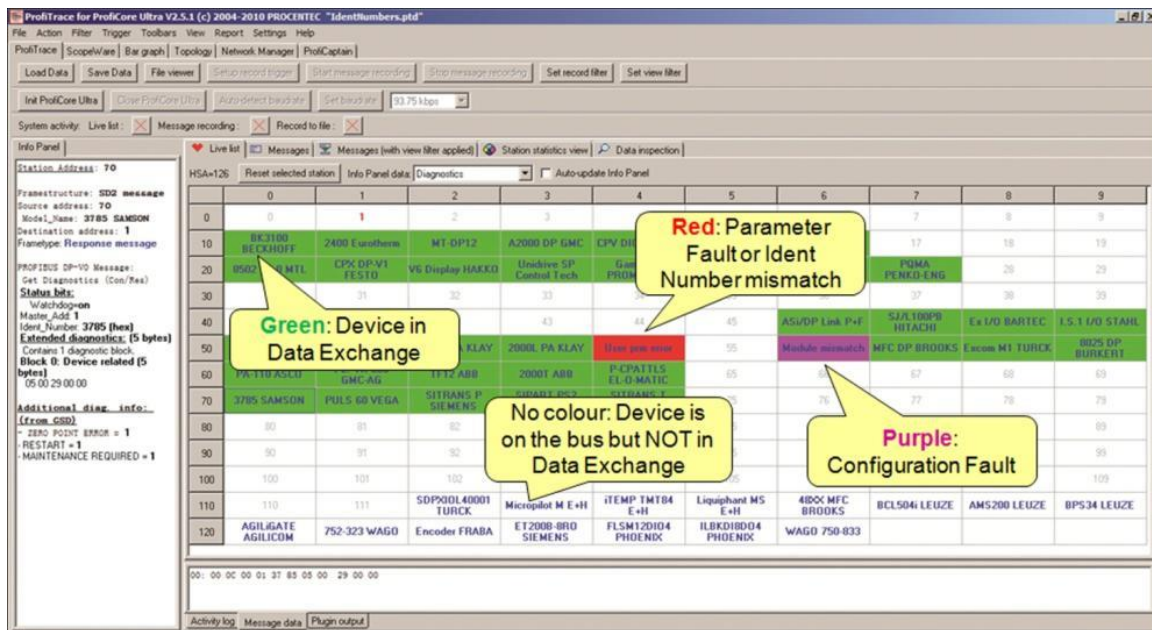 ProfiTrace for ProfiCore Ultra V2.5.1 (c) 2004-2010 PROCENTEC "IdentNumbers.ptd"
File Action Filter Trigger Toolbars View Report Settings Help
ProfiTrace ScopeWare Bar graph Topology Network Manager ProfiCaptain
Load Data Save Data File viewer Setup record trigger Start message recording Stop message recording Set record filter Set view filter
Init ProfiCore Ultra Close ProfiCore Ultra Auto-detect baudrate Set baudrate 93.75 kbps
System activity: Live list: Message recording: Record to file:
Info Panel
Station Address: 70
Framestructure: SD2 message
Source address: 70
Model_Name: 3785 SAMSON
Destination address: 1
Frametype: Response message
PROFIBUS DP-V0 Message:
Get Diagnostics (Con/Res)
Status bits:
Watchdog=on
Master_Add: 1
Ident_Number: 3785 (hex)
Extended diagnostics: (5 bytes)
Contains 1 diagnostic block.
Block 0: Device related (5 bytes)
05 00 29 00 00
Additional diag. info: (from GSD)
- ZERO POINT ERROR = 1
- RESTART = 1
- MAINTENANCE REQUIRED = 1
Live list Messages Messages (with view filter applied) Station statistics view Data inspection
HSA=126 Reset selected station Info Panel data: Diagnostics Auto-update Info Panel
0 1 2 3 4 5 6 7 8 9
0 0 1 2 3 7 8 9
10 BK3100 BECKHOFF 2400 Eurotherm MT-DP12 A2000 DP GMC 17 18 19
20 MTL CPX DP-V1 FESTO V6 Display HAKKO Unidrive SP Control Tech PQMA PENKO-ENG 28 29
30 31 32 33 37 38 39
40 43 44 45 ASi/DP Link P+F SJ/L100PB HITACHI Ex I/O BARTEC I.S.1 I/O STAHL
50 KLAY 2000L PA KLAY User prm error 55 Module mismatch MFC DP BROOKS Excom M1 TURCK 8025 DP BURKERT
60 PA-110 ASCO GMC-AG TF12 ABB 2000T ABB P-CPATTLS EL-O-MATIC 65 67 68 69
70 3785 SAMSON PULS 60 VEGA SITRANS P SIEMENS 75 76 77 78 79
80 80 81 82 89
90 90 91 92 99
100 100 101 102 109
110 110 111 SDPX0OL40001 TURCK Micropilot M E+H iTEMP TMT84 E+H Liquiphant MS E+H 48XX MFC BROOKS BCL504i LEUZE AMS200 LEUZE BPS34 LEUZE
120 AGILiGATE AGILICOM 752-323 WAGO Encoder FRABA ET200B-8RO SIEMENS FLSM12DIO4 PHOENIX ILBKDI8DO4 PHOENIX WAGO 750-833
Red: Parameter
Fault or Ident
Number mismatch
Green: Device in
Data Exchange
No colour: Device is
on the bus but NOT in
Data Exchange
Purple:
Configuration Fault
00: 00 0C 00 01 37 85 05 00 29 00 00
Activity log Message data Plugin output